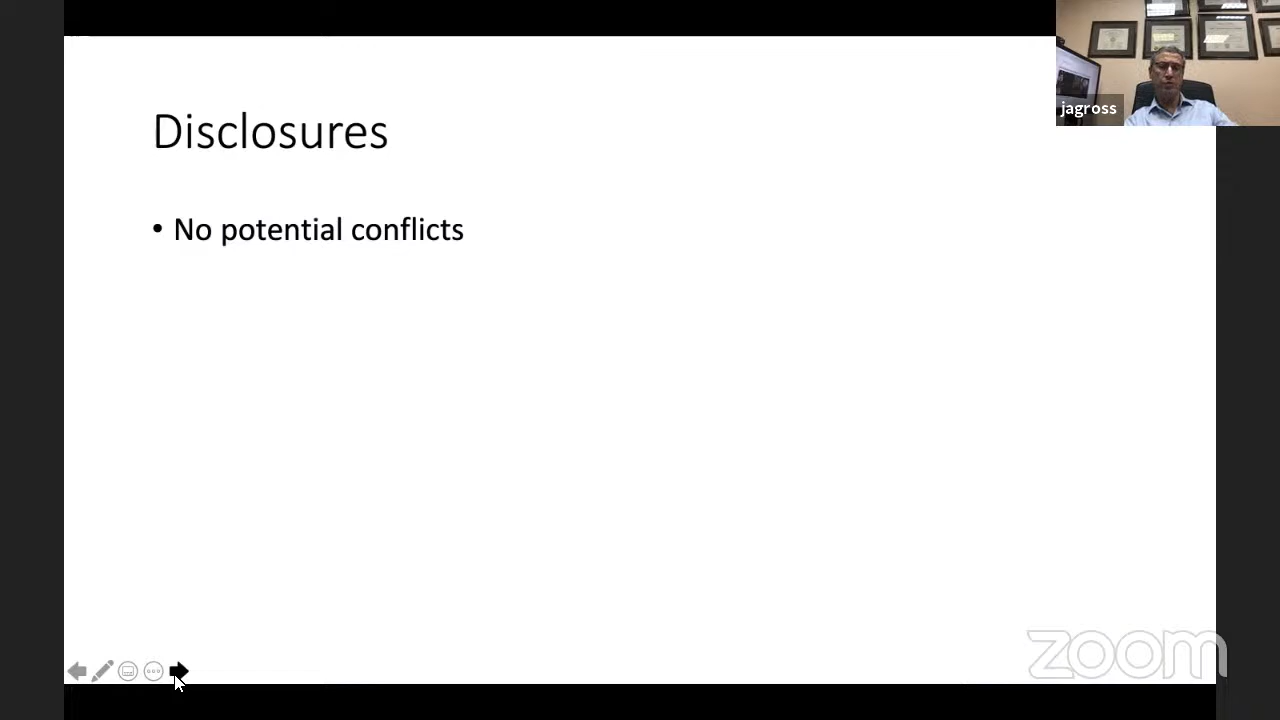 jagross
Disclosures
• No potential conflicts
zoom